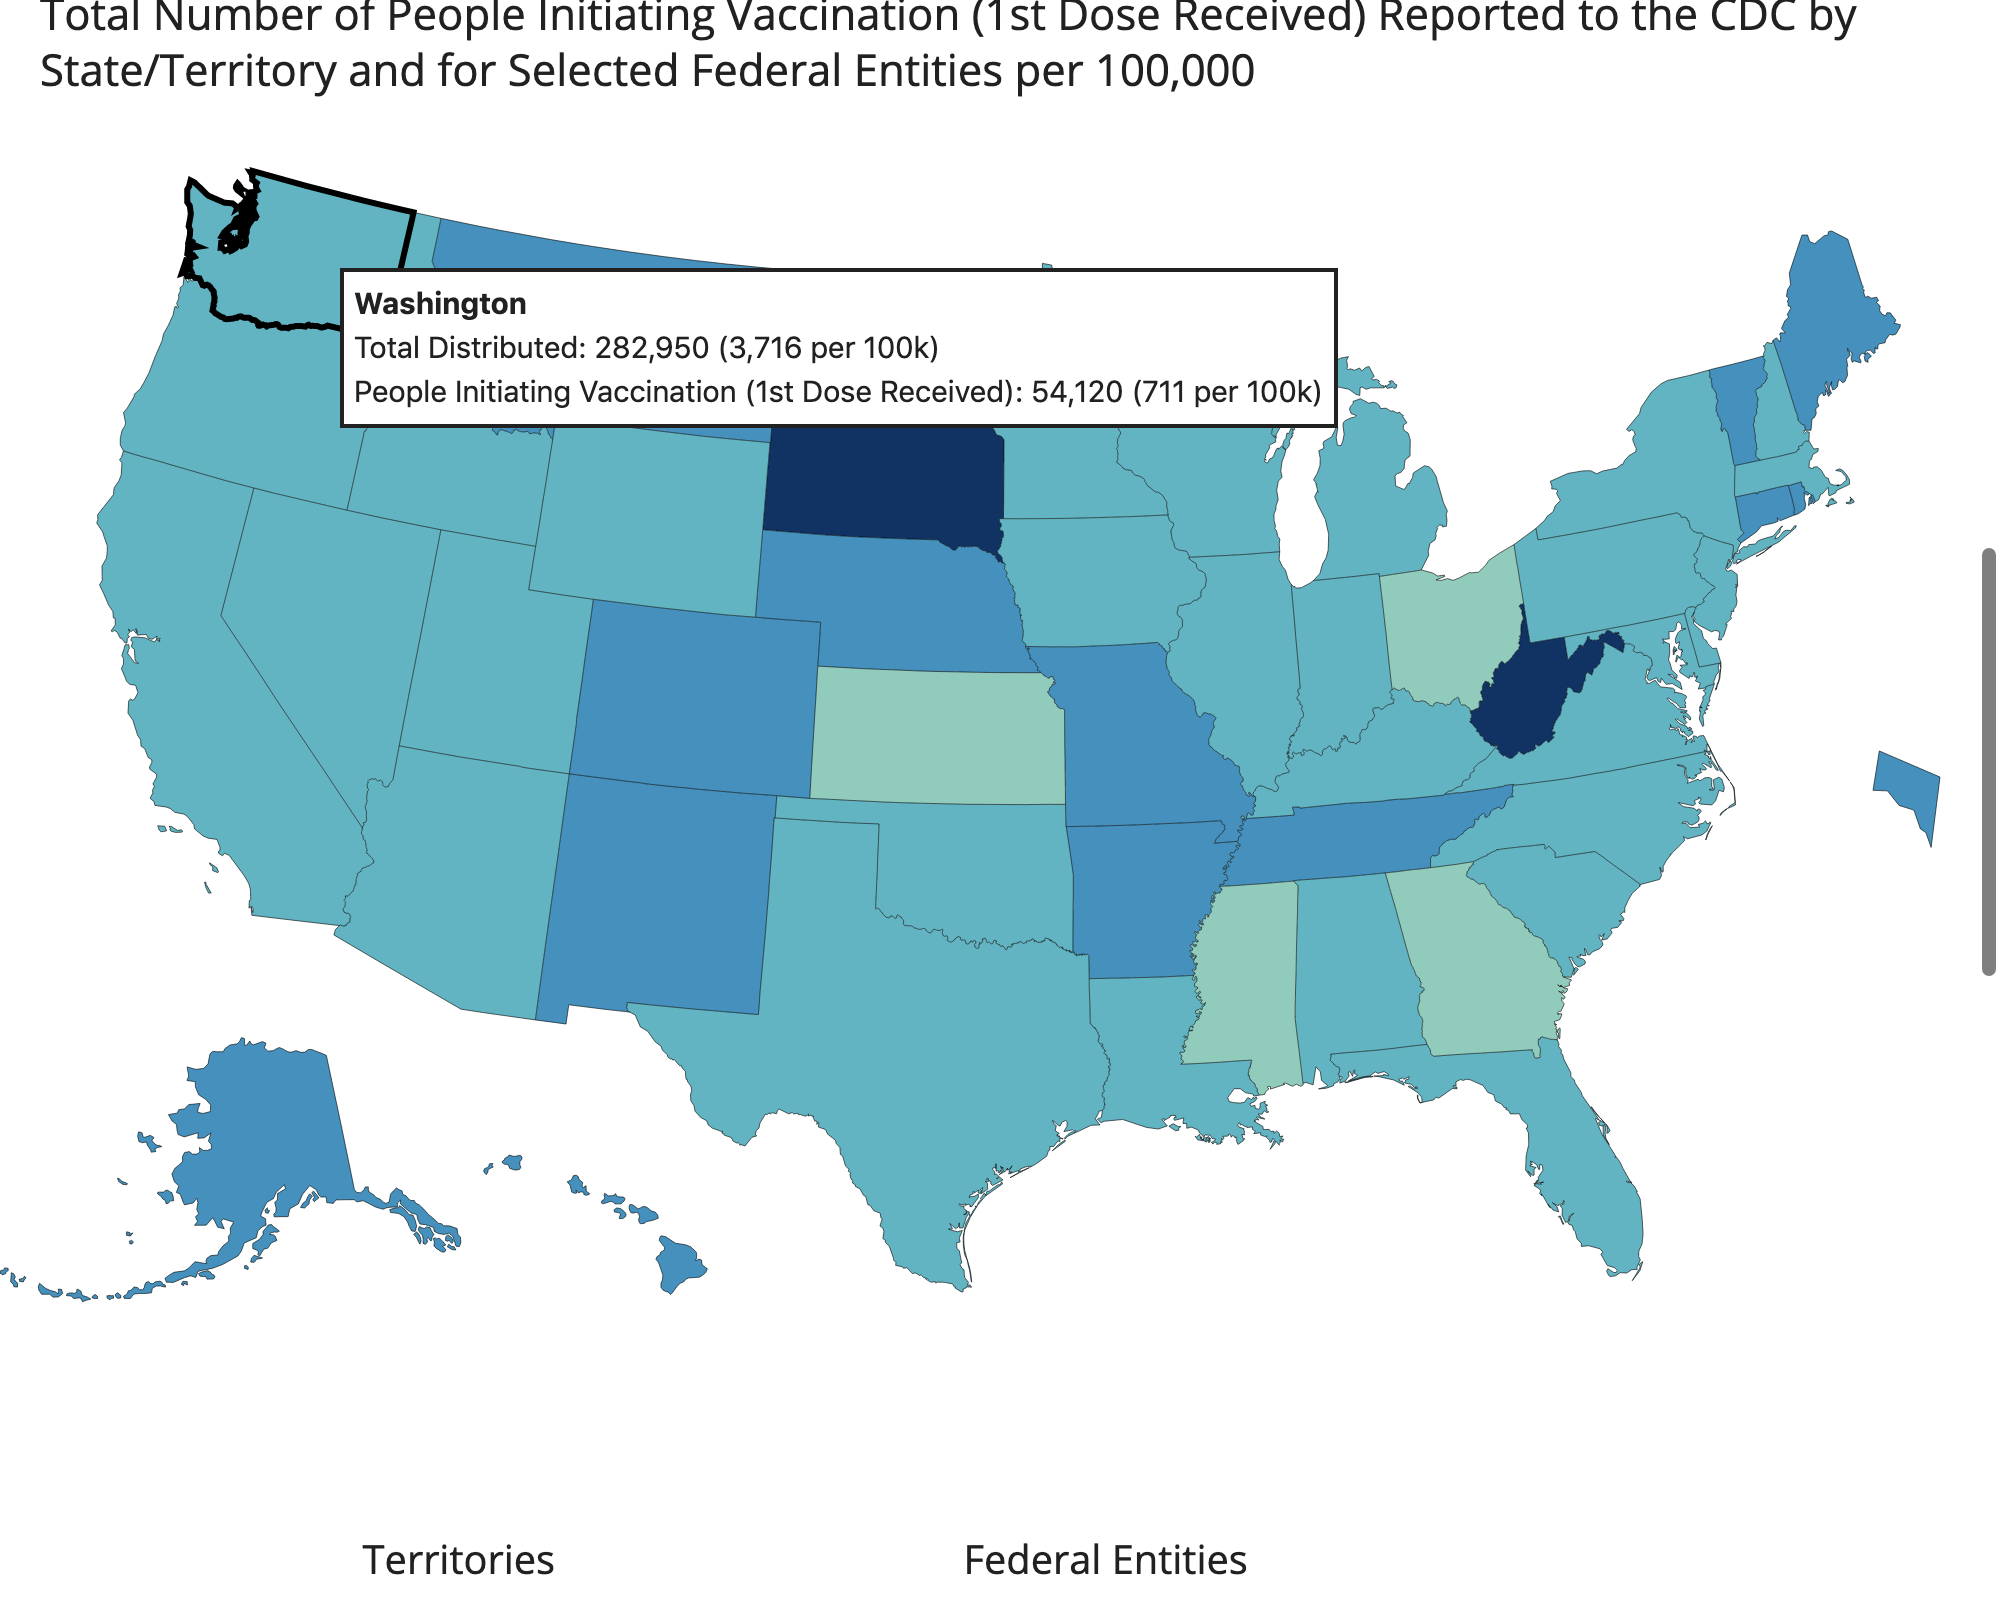 Total Number of People Initiating Vaccination (1st Dose Received) Reported to the CDC by
State/Territory and for Selected Federal Entities per 100,000
Washington
Total Distributed: 282,950 (3,716 per 100k)
People Initiating Vaccination (1st Dose Received): 54,120 (711 per 100k)
Territories
Federal Entities